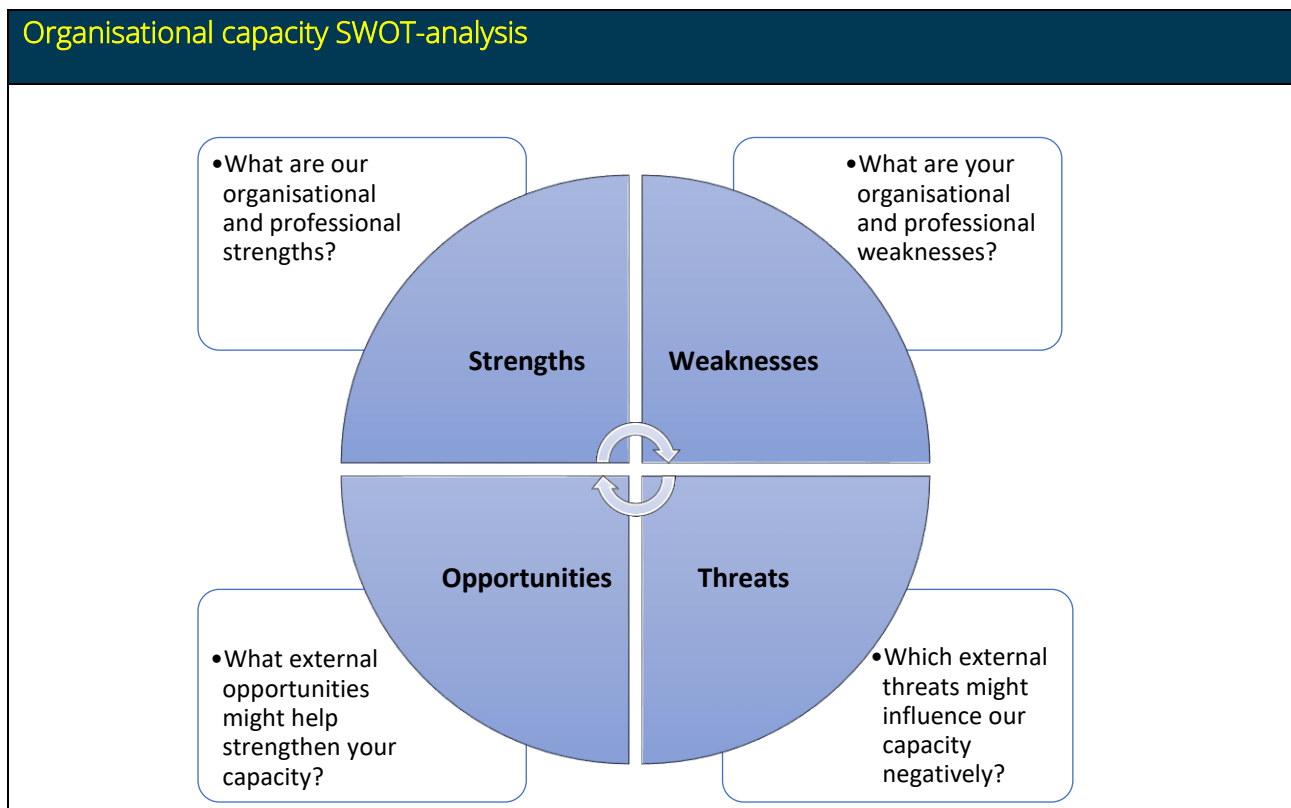 Organisational capacity SWOT-analysis
•What are our
organisational
and professional
strengths?
•What are your
organisational
and professional
weaknesses?
Strengths
Weaknesses
Opportunities
Threats
•What external
opportunities
might help
strengthen your
capacity?
•Which external
threats might
influence our
capacity
negatively?